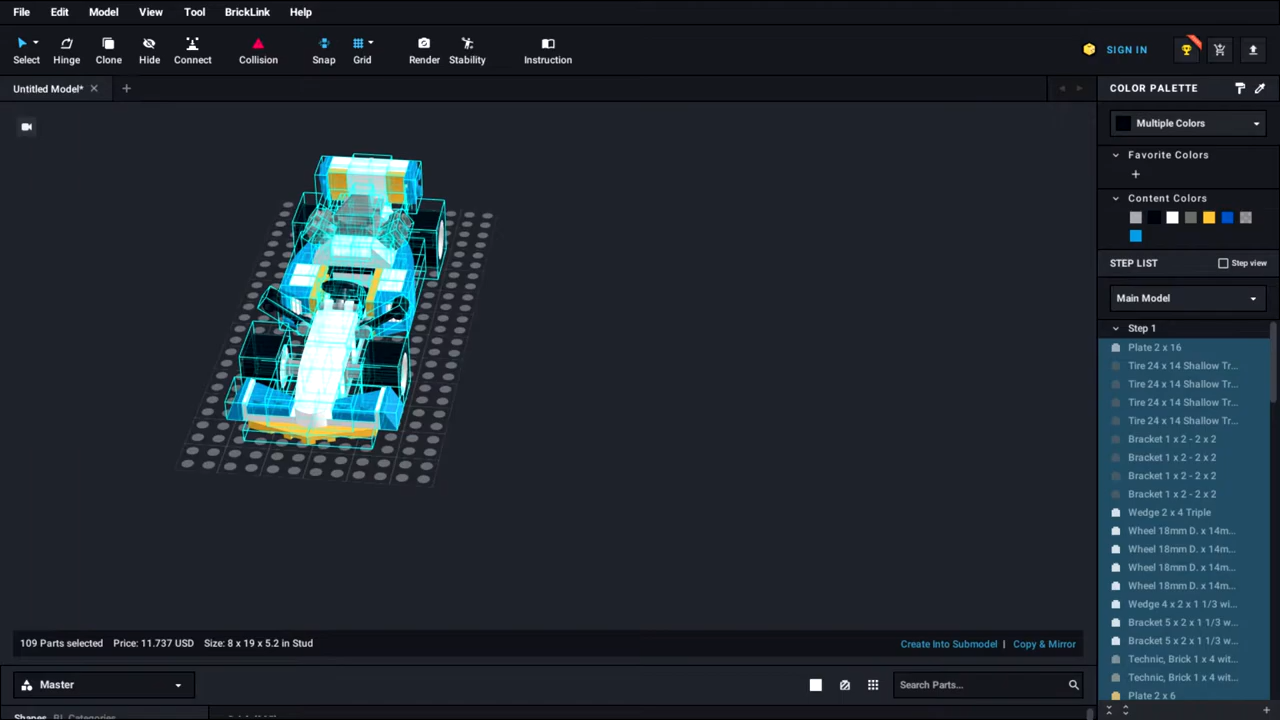 File Edit Model View Tool BrickLink Help
Select Hinge Clone Hide Connect Collision Snap Grid Render Stability Instruction SIGN IN
Untitled Model*
COLOR PALETTE
Multiple Colors
Favorite Colors
Content Colors
STEP LIST Step view
Main Model
Step 1
Plate 2 x 16
Tire 24 x 14 Shallow Tr...
Tire 24 x 14 Shallow Tr...
Tire 24 x 14 Shallow Tr...
Tire 24 x 14 Shallow Tr...
Bracket 1 x 2 - 2 x 2
Bracket 1 x 2 - 2 x 2
Bracket 1 x 2 - 2 x 2
Bracket 1 x 2 - 2 x 2
Wedge 2 x 4 Triple
Wheel 18mm D. x 14m...
Wheel 18mm D. x 14m...
Wheel 18mm D. x 14m...
Wheel 18mm D. x 14m...
Wedge 4 x 2 x 1 1/3 wi...
Bracket 5 x 2 x 1 1/3 w...
Bracket 5 x 2 x 1 1/3 w...
Technic, Brick 1 x 4 wit...
Technic, Brick 1 x 4 wit...
Plate 2 x 6
109 Parts selected Price: 11.737 USD Size: 8 x 19 x 5.2 in Stud
Create Into Submodel | Copy & Mirror
Master
Search Parts...
Shapes BL Categories